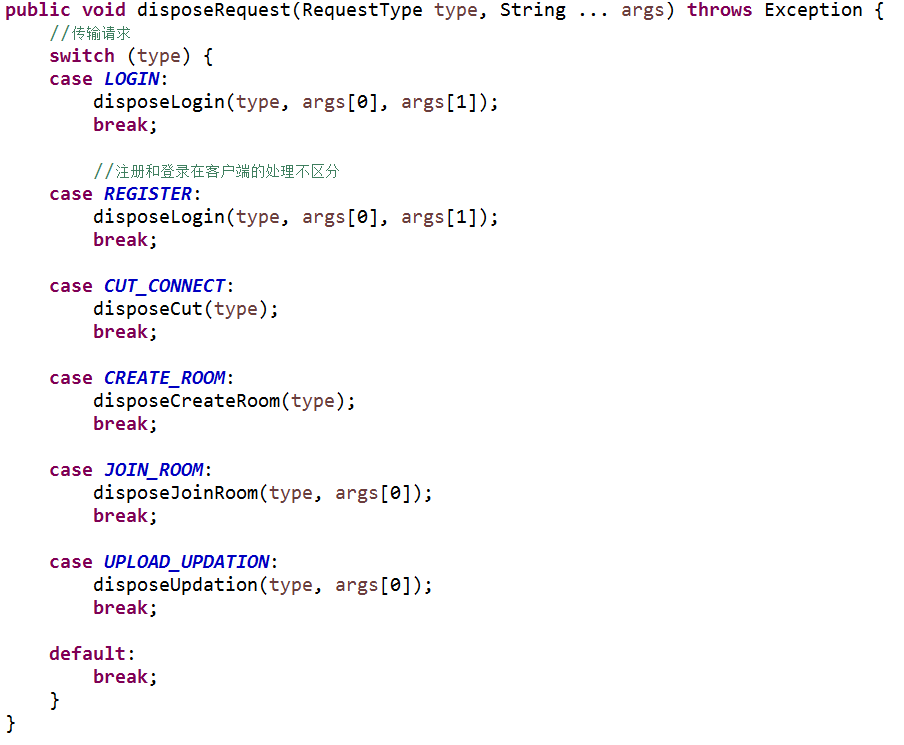 public void disposeRequest(RequestType type, String ... args) throws Exception {
    //传输请求
    switch (type) {
    case LOGIN:
        disposeLogin(type, args[0], args[1]);
        break;

        //注册和登录在客户端的处理不区分
    case REGISTER:
        disposeLogin(type, args[0], args[1]);
        break;

    case CUT_CONNECT:
        disposeCut(type);
        break;

    case CREATE_ROOM:
        disposeCreateRoom(type);
        break;

    case JOIN_ROOM:
        disposeJoinRoom(type, args[0]);
        break;

    case UPLOAD_UPDATION:
        disposeUpdation(type, args[0]);
        break;

    default:
        break;
    }
}